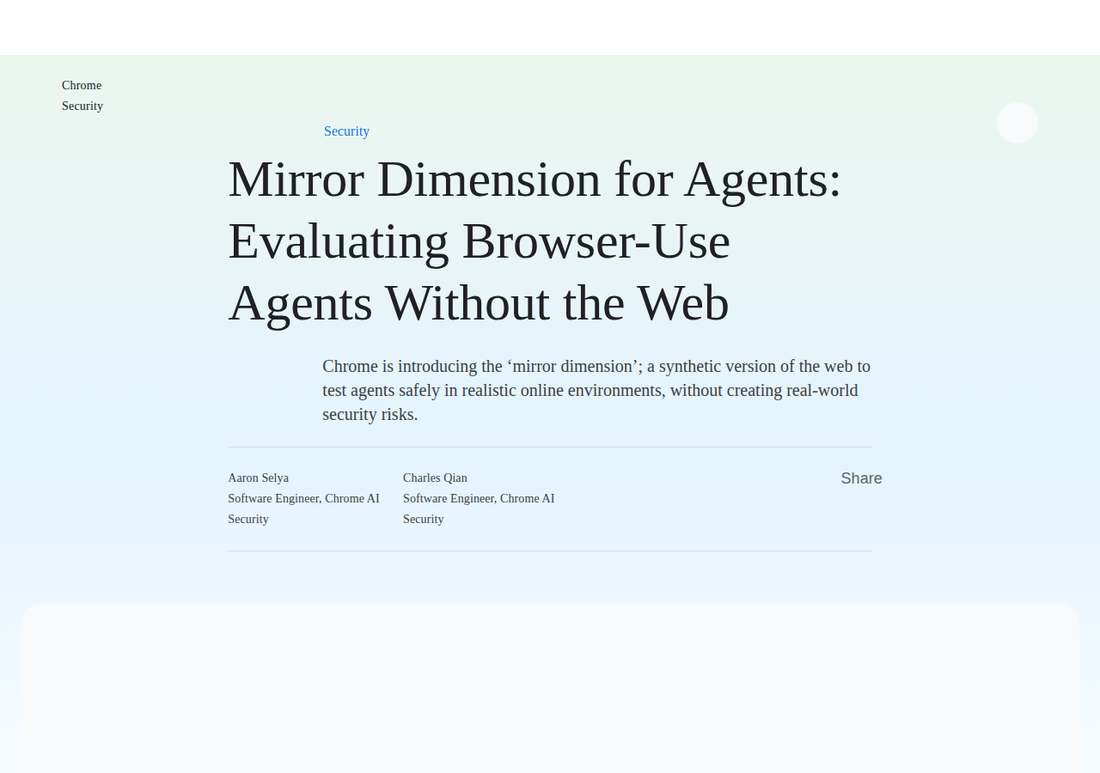 Chrome
Security
Security
Mirror Dimension for Agents:
Evaluating Browser-Use
Agents Without the Web
Chrome is introducing the ‘mirror dimension’; a synthetic version of the web to
test agents safely in realistic online environments, without creating real-world
security risks.
Aaron Selya
Software Engineer, Chrome AI
Security
Charles Qian
Software Engineer, Chrome AI
Security
Share